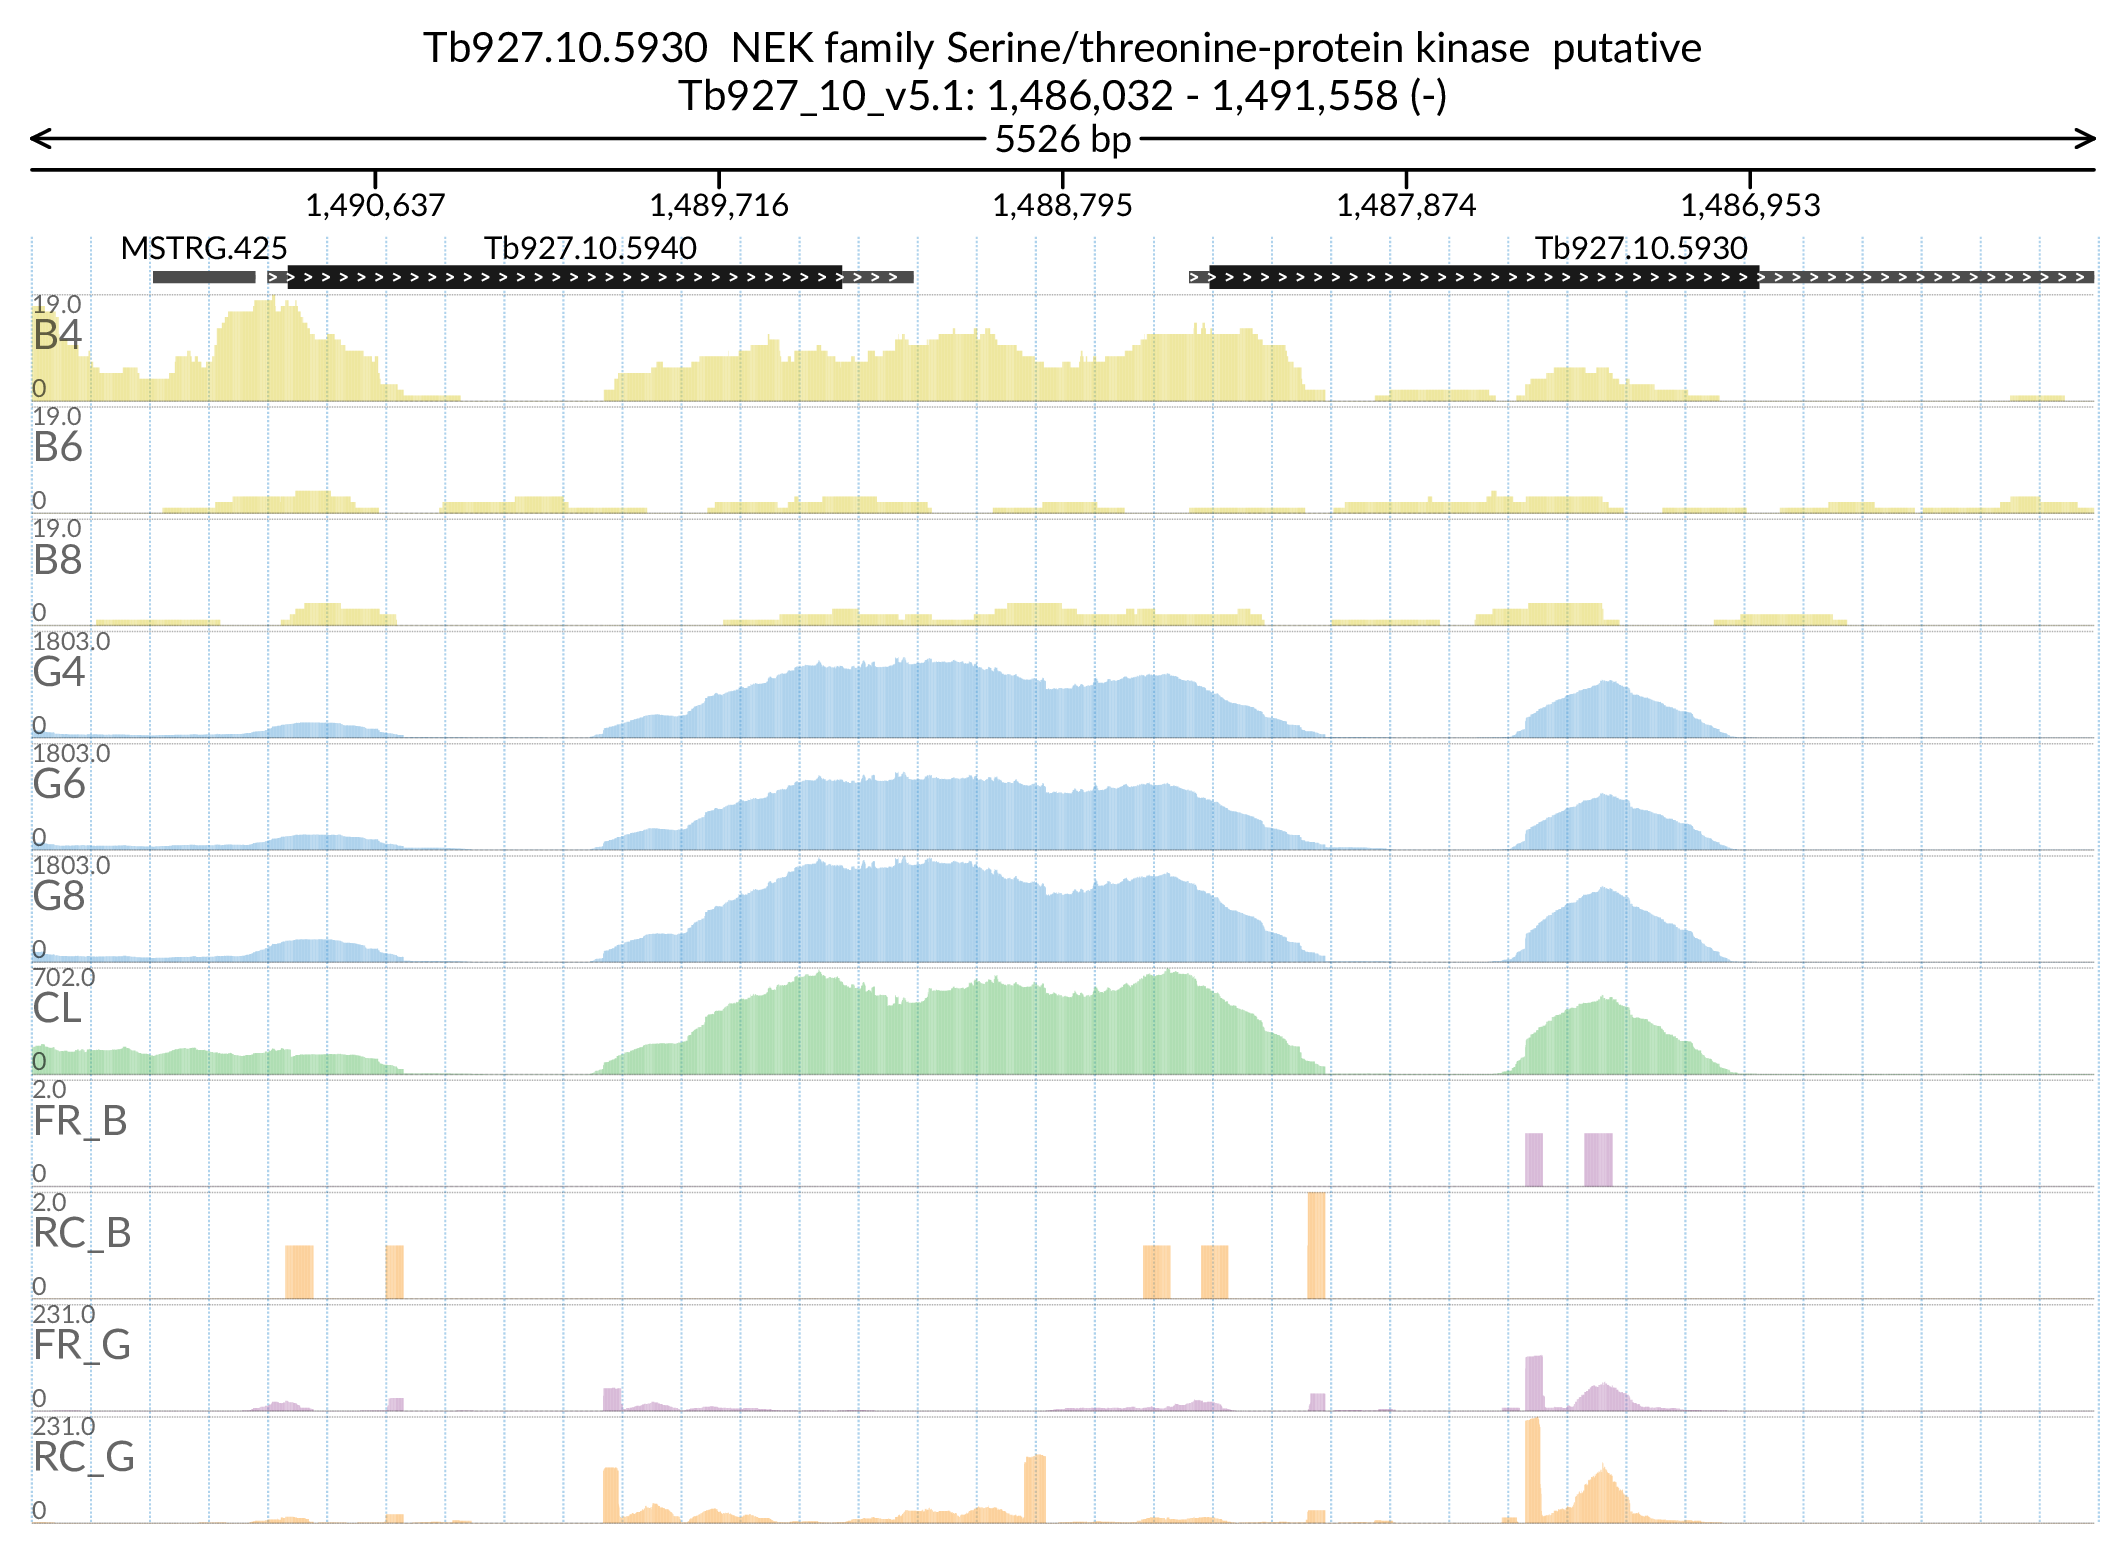 Tb927.10.5930  NEK family Serine/threonine-protein kinase  putative
Tb927_10_v5.1: 1,486,032 - 1,491,558 (-)
5526 bp
1,490,637 1,489,716 1,488,795 1,487,874 1,486,953
MSTRG.425 Tb927.10.5940 Tb927.10.5930
19.0
B4
0
19.0
B6
0
19.0
B8
0
1803.0
G4
0
1803.0
G6
0
1803.0
G8
0
702.0
CL
0
2.0
FR_B
0
2.0
RC_B
0
231.0
FR_G
0
231.0
RC_G
0